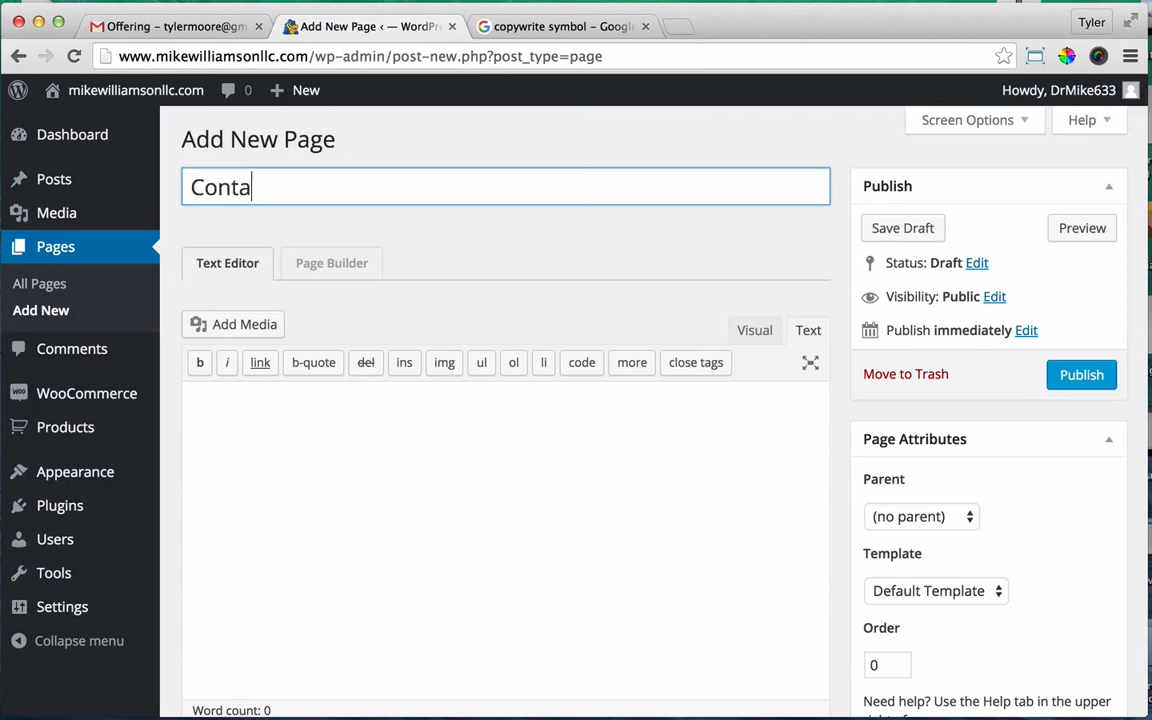 Offering – tylermoore@gm
Add New Page ‹ — WordPre
copywrite symbol - Google
Tyler
www.mikewilliamsonllc.com/wp-admin/post-new.php?post_type=page
mikewilliamsonllc.com
0
New
Howdy, DrMike633
Screen Options
Help
Dashboard
Posts
Media
Pages
All Pages
Add New
Comments
WooCommerce
Products
Appearance
Plugins
Users
Tools
Settings
Collapse menu
Add New Page
Conta
Text Editor
Page Builder
Add Media
Visual
Text
b
i
link
b-quote
del
ins
img
ul
ol
li
code
more
close tags
Word count: 0
Publish
Save Draft
Preview
Status: Draft Edit
Visibility: Public Edit
Publish immediately Edit
Move to Trash
Publish
Page Attributes
Parent
(no parent)
Template
Default Template
Order
0
Need help? Use the Help tab in the upper